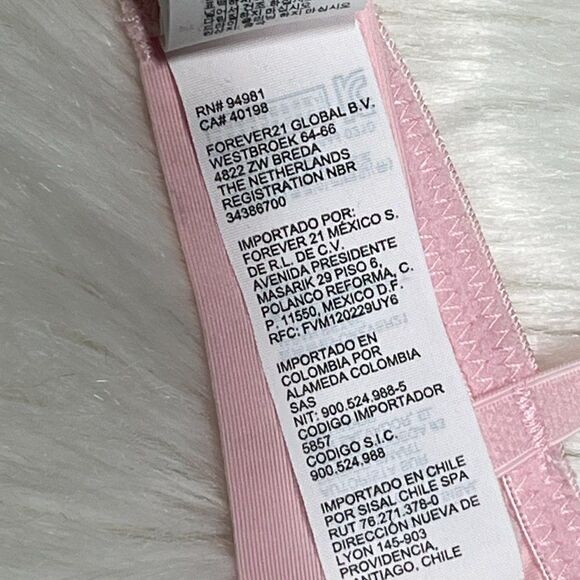 RN# 94981
CA# 40198
FOREVER21 GLOBAL B.V.
WESTBROEK 64-66
4822 ZW BREDA
THE NETHERLANDS
REGISTRATION NBR
34386700
IMPORTADO POR:
FOREVER 21 MÉXICO S.
DE R.L. DE C.V.
AVENIDA PRESIDENTE
MASARIK 29 PISO 6,
POLANCO REFORMA, C.
P. 11550, MEXICO D.F.
RFC: FVM120229UY6
IMPORTADO EN
COLOMBIA POR
ALAMEDA COLOMBIA
SAS
NIT: 900.524.988-5
CODIGO IMPORTADOR
5857
CODIGO S.I.C.
900.524.988
IMPORTADO EN CHILE
POR SISAL CHILE SPA
RUT 76.271.378-0
DIRECCIÓN NUEVA DE
LYON 145-903
PROVIDENCIA,
SANTIAGO, CHILE